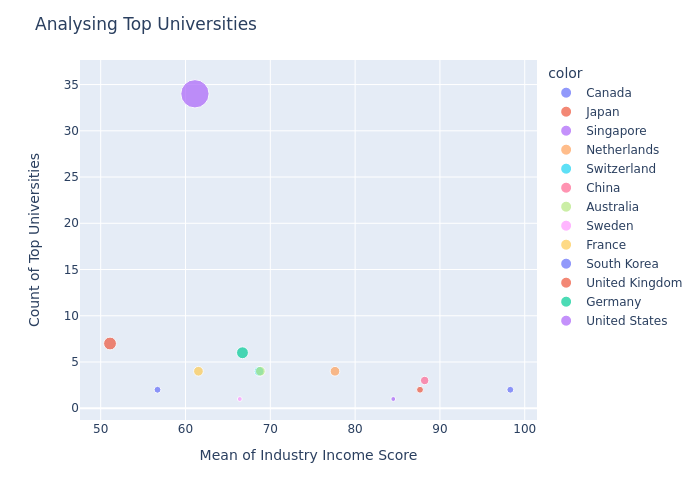 Analysing Top Universities
35
30
25
20
15
10
5
0
Count of Top Universities
50
60
70
80
90
100
Mean of Industry Income Score
color
Canada
Japan
Singapore
Netherlands
Switzerland
China
Australia
Sweden
France
South Korea
United Kingdom
Germany
United States